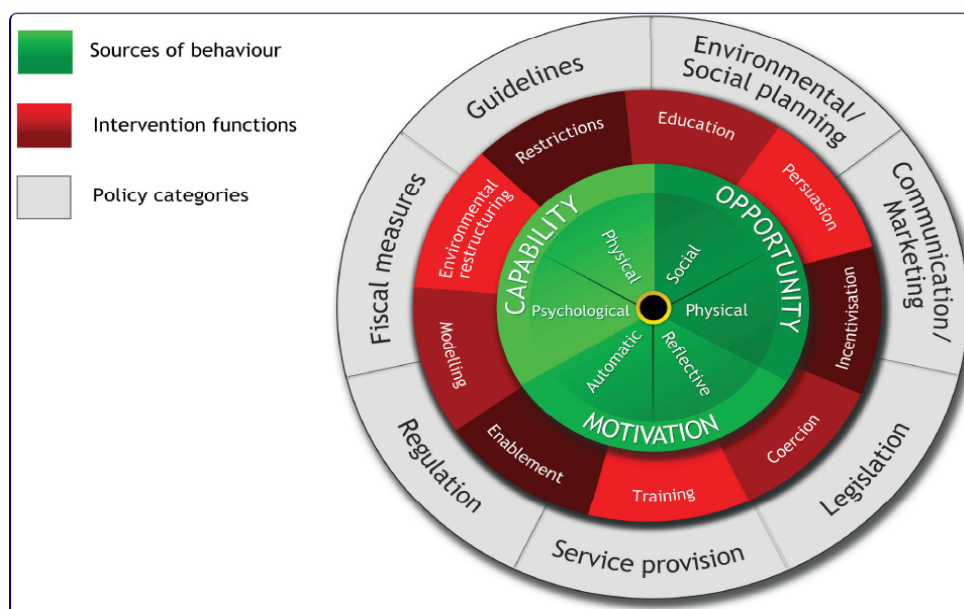 Sources of behaviour
Intervention functions
Policy categories
Guidelines
Environmental/
Social planning
Communication/
Marketing
Legislation
Service provision
Regulation
Fiscal measures
Restrictions
Education
Persuasion
Incentivisation
Coercion
Training
Enablement
Modelling
Environmental
restructuring
CAPABILITY
OPPORTUNITY
MOTIVATION
Physical
Social
Physical
Reflective
Automatic
Psychological